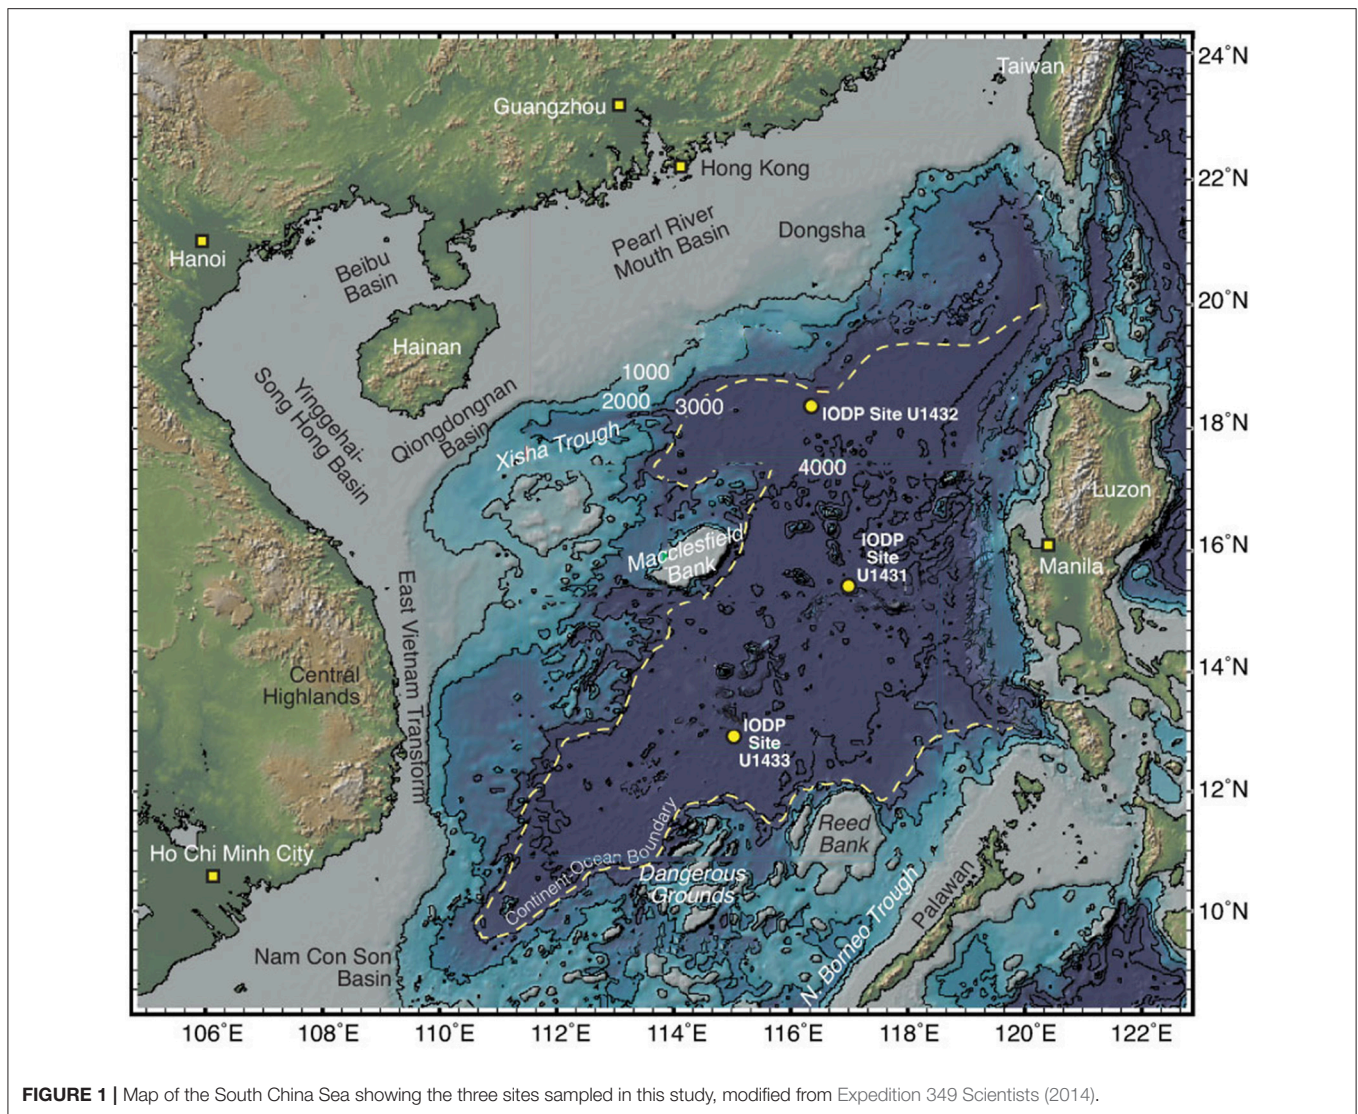 Taiwan
24°N
Guangzhou
Hong Kong
22°N
Pearl River
Mouth Basin
Dongsha
Hanoi
Beibu
Basin
20°N
Hainan
1000
2000
3000
Yinggehai-
Song Hong Basin
Qiongdongnan
Basin
IODP Site U1432
18°N
Xisha Trough
4000
Luzon
Macclesfield
Bank
IODP
Site
U1431
16°N
Manila
East Vietnam Transform
Central
Highlands
14°N
IODP
Site
U1433
12°N
Reed
Bank
Continent-Ocean Boundary
Ho Chi Minh City
Dangerous
Grounds
Palawan
10°N
N. Borneo Trough
Nam Con Son
Basin
106°E
108°E
110°E
112°E
114°E
116°E
118°E
120°E
122°E
FIGURE 1 | Map of the South China Sea showing the three sites sampled in this study, modified from Expedition 349 Scientists (2014).